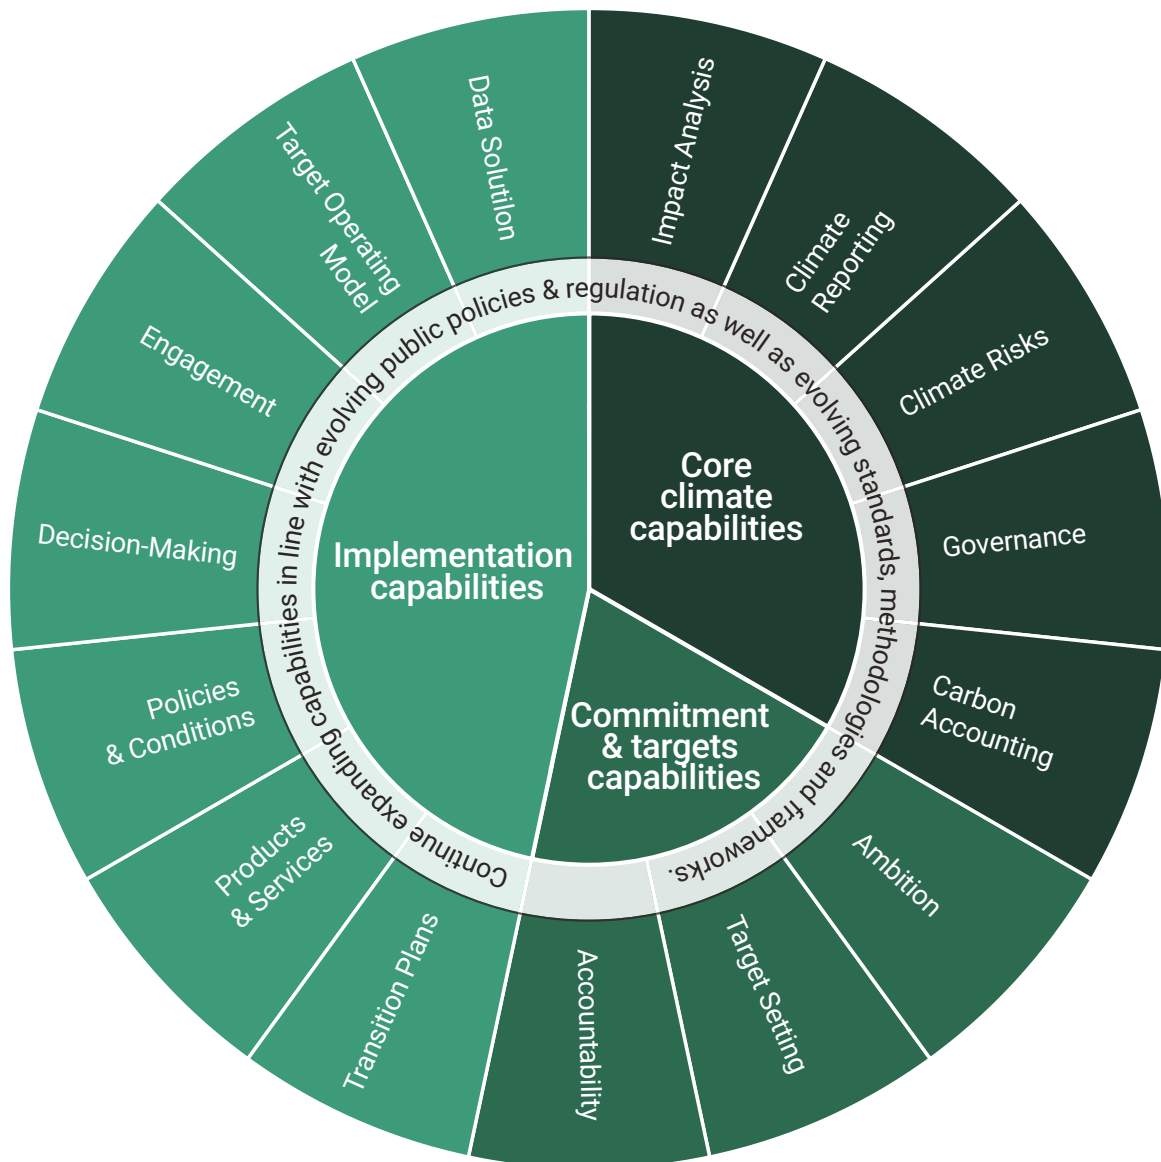 Impact Analysis
Climate
Reporting
Climate Risks
Governance
Carbon
Accounting
Ambition
Target Setting
Accountability
Transition Plans
Products
& Services
Policies
& Conditions
Decision-Making
Engagement
Target Operating
Model
Data Solutilon
Continue expanding capabilities in line with evolving public policies & regulation as well as evolving standards, methodologies and frameworks.
Core
climate
capabilities
Commitment
& targets
capabilities
Implementation
capabilities